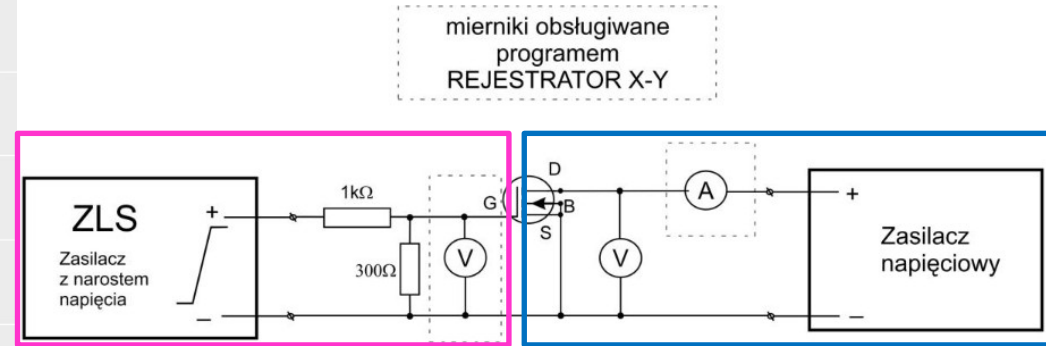 mierniki obsługiwane
programem
REJESTRATOR X-Y
ZLS
Zasilacz
z narostem
napięcia
+
–
1kΩ
300Ω
V
G
D
B
S
V
A
+
–
Zasilacz
napięciowy